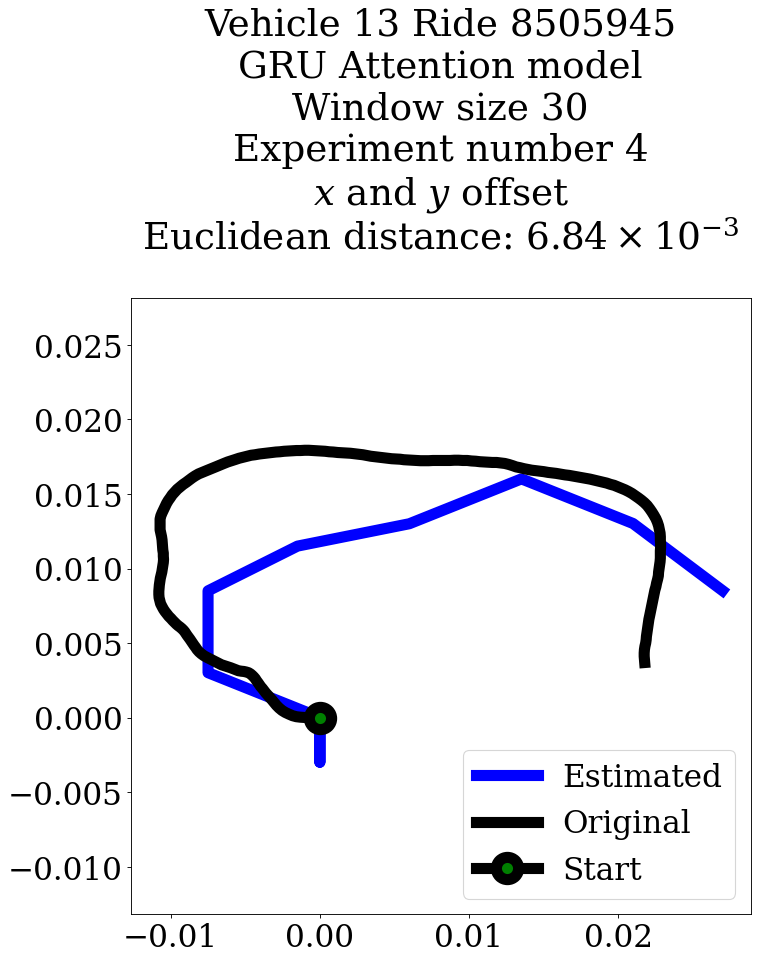 Vehicle 13 Ride 8505945
GRU Attention model
Window size 30
Experiment number 4
x and y offset
Euclidean distance: 6.84 × 10⁻³
0.025
0.020
0.015
0.010
0.005
0.000
−0.005
−0.010
Estimated
Original
Start
−0.01 0.00 0.01 0.02